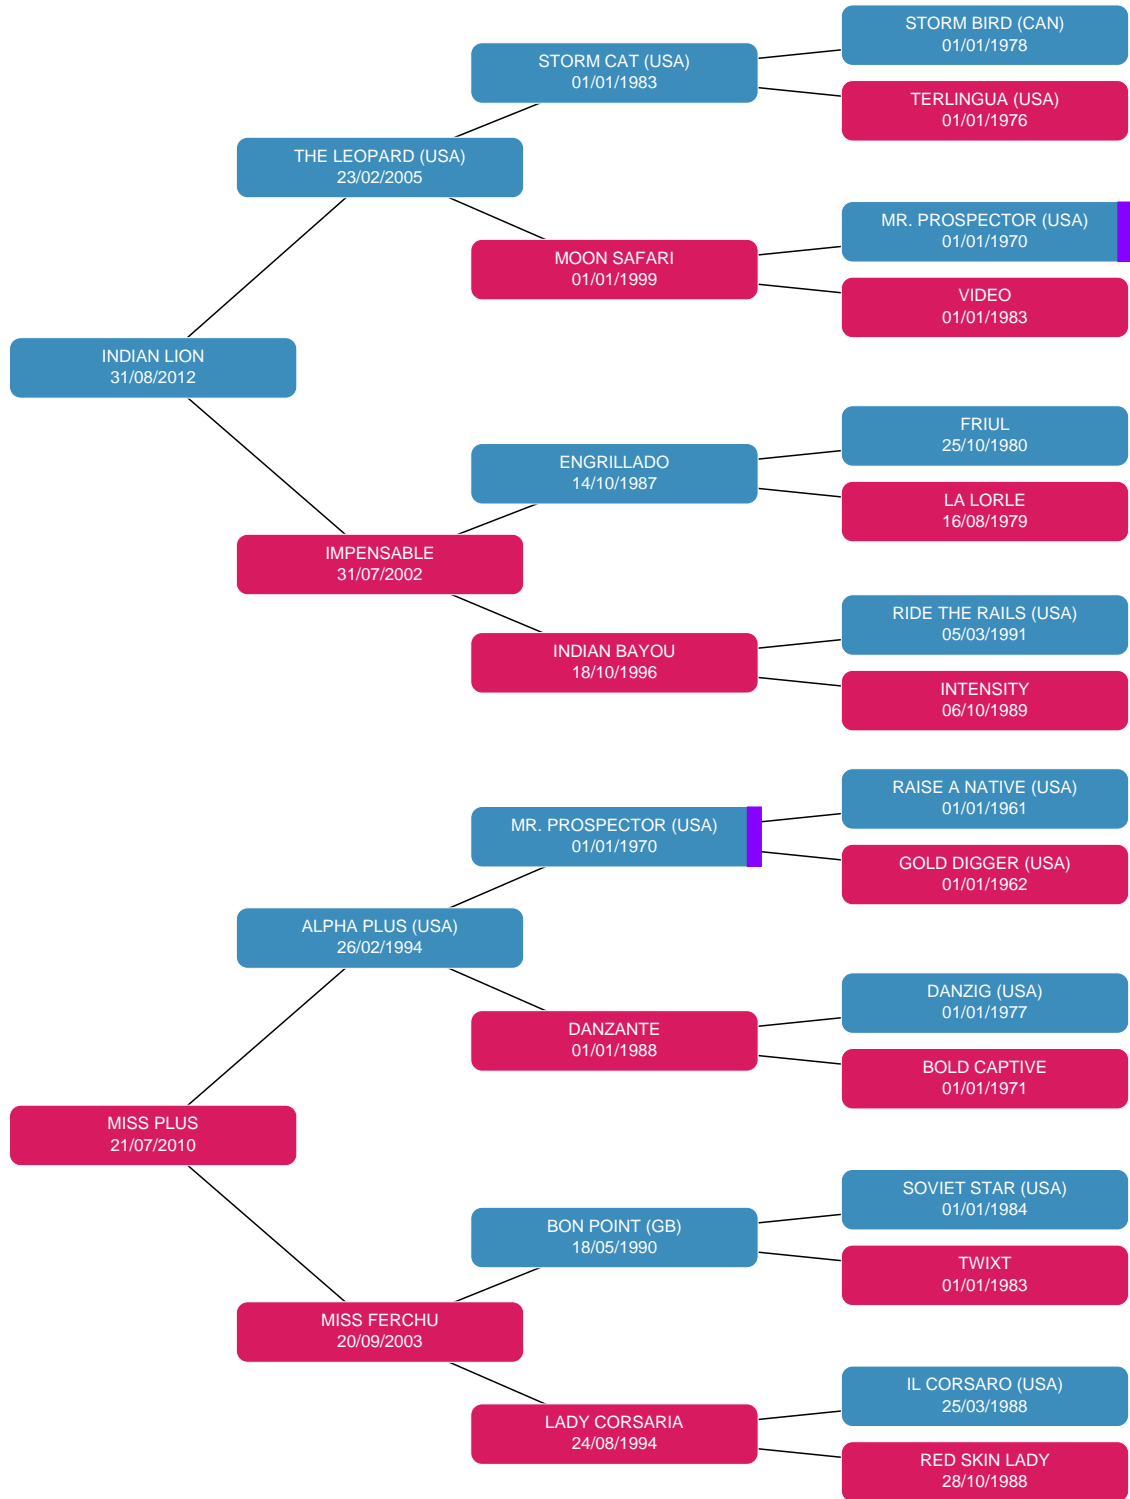 STORM BIRD (CAN)
01/01/1978
STORM CAT (USA)
01/01/1983
TERLINGUA (USA)
01/01/1976
THE LEOPARD (USA)
23/02/2005
MR. PROSPECTOR (USA)
01/01/1970
MOON SAFARI
01/01/1999
VIDEO
01/01/1983
INDIAN LION
31/08/2012
FRIUL
25/10/1980
ENGRILLADO
14/10/1987
LA LORLE
16/08/1979
IMPENSABLE
31/07/2002
RIDE THE RAILS (USA)
05/03/1991
INDIAN BAYOU
18/10/1996
INTENSITY
06/10/1989
RAISE A NATIVE (USA)
01/01/1961
MR. PROSPECTOR (USA)
01/01/1970
GOLD DIGGER (USA)
01/01/1962
ALPHA PLUS (USA)
26/02/1994
DANZIG (USA)
01/01/1977
DANZANTE
01/01/1988
BOLD CAPTIVE
01/01/1971
MISS PLUS
21/07/2010
SOVIET STAR (USA)
01/01/1984
BON POINT (GB)
18/05/1990
TWIXT
01/01/1983
MISS FERCHU
20/09/2003
IL CORSARO (USA)
25/03/1988
LADY CORSARIA
24/08/1994
RED SKIN LADY
28/10/1988